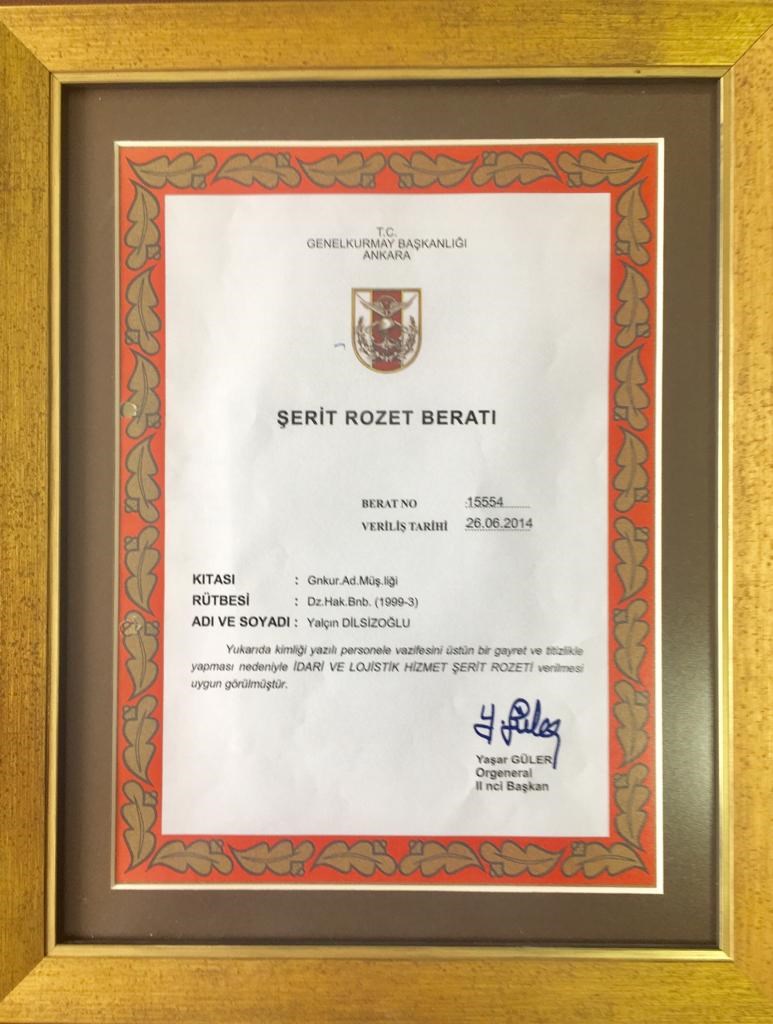 T.C.
GENELKURMAY BAŞKANLIĞI
ANKARA
ŞERİT ROZET BERATI
BERAT NO :15554
VERİLİŞ TARİHİ 26.06.2014
KITASI : Gnkur.Ad.Müş.liği
RÜTBESİ : Dz.Hak.Bnb. (1999-3)
ADI VE SOYADI : Yalçın DİLSİZOĞLU
Yukarıda kimliği yazılı personele vazifesini üstün bir gayret ve titizlikle
yapması nedeniyle İDARİ VE LOJİSTİK HİZMET ŞERİT ROZETİ verilmesi
uygun görülmüştür.
Y Güler
Yaşar GÜLER
Orgeneral
II nci Başkan